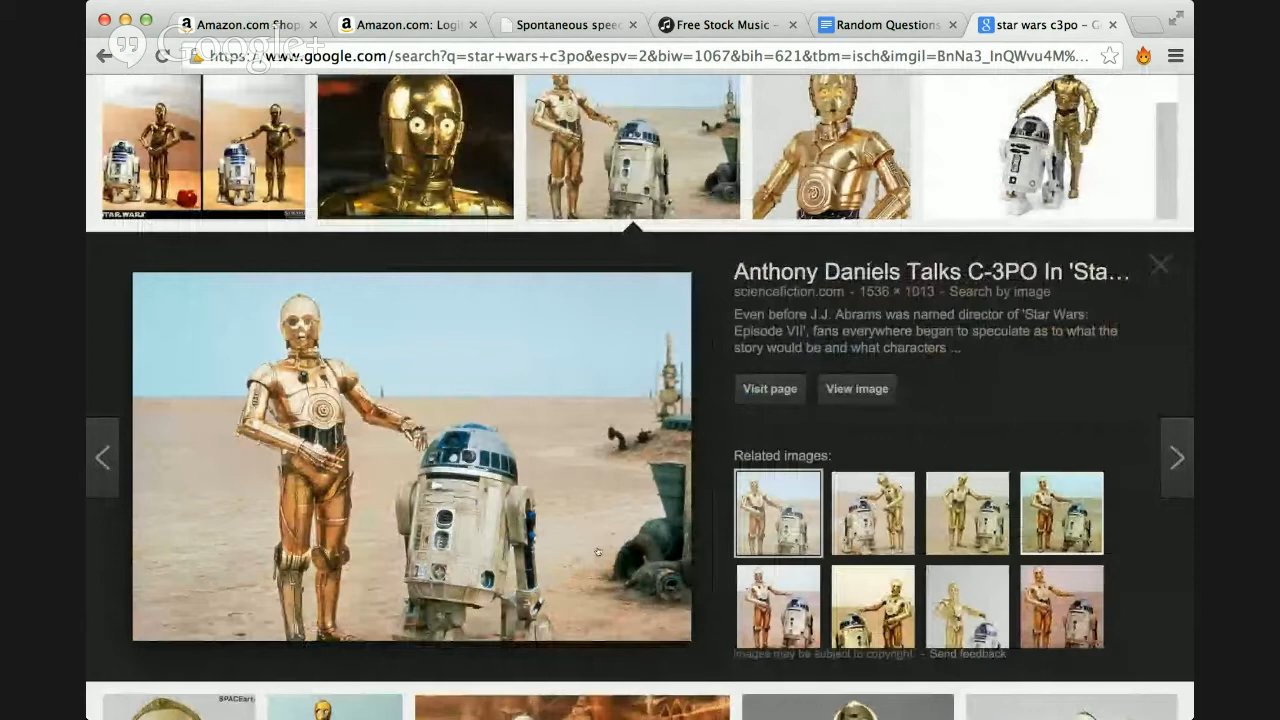 Amazon.com Shop
Amazon.com: Logi
Spontaneous speec
Free Stock Music –
Random Questions
star wars c3po – G
Google+
https://www.google.com/search?q=star+wars+c3po&espv=2&biw=1067&bih=621&tbm=isch&imgil=BnNa3_InQWvu4M%...
STAR WARS
Anthony Daniels Talks C-3PO In 'Sta...
sciencefiction.com - 1536 × 1013 - Search by image
Even before J.J. Abrams was named director of 'Star Wars:
Episode VII', fans everywhere began to speculate as to what the
story would be and what characters ...
Visit page
View image
Related images:
Images may be subject to copyright. - Send feedback
SPACEart